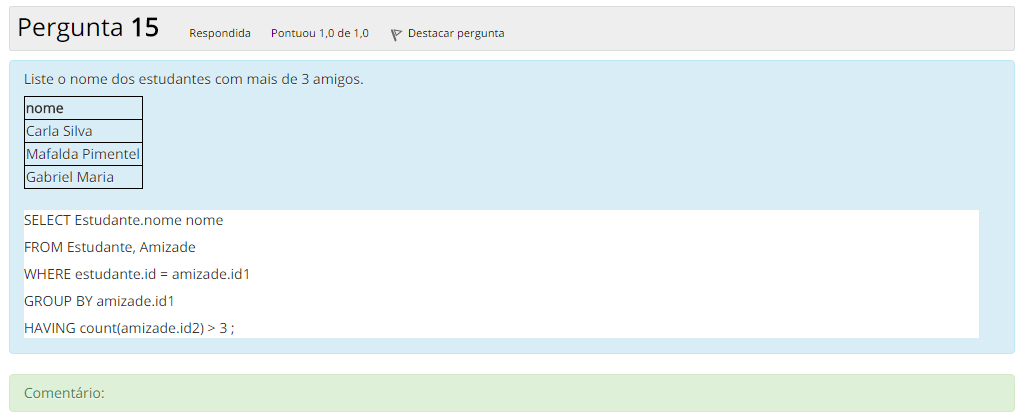 Pergunta 15 Respondida Pontuou 1,0 de 1,0 Destacar pergunta
Liste o nome dos estudantes com mais de 3 amigos.
nome
Carla Silva
Mafalda Pimentel
Gabriel Maria
SELECT Estudante.nome nome
FROM Estudante, Amizade
WHERE estudante.id = amizade.id1
GROUP BY amizade.id1
HAVING count(amizade.id2) > 3 ;
Comentário: